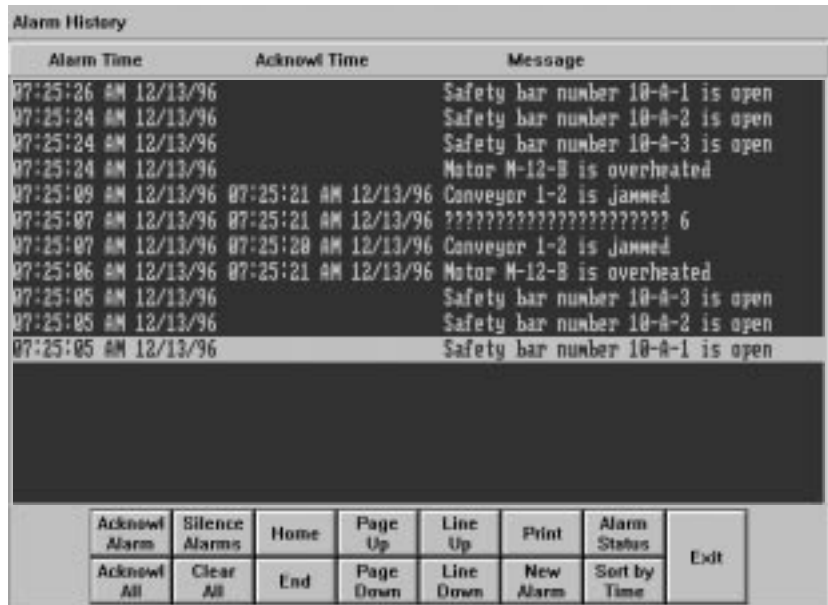 Alarm History
Alarm Time Acknowl Time Message
07:25:26 AM 12/13/96 Safety bar number 10-A-1 is open
07:25:24 AM 12/13/96 Safety bar number 10-A-2 is open
07:25:24 AM 12/13/96 Safety bar number 10-A-3 is open
07:25:24 AM 12/13/96 Motor M-12-B is overheated
07:25:09 AM 12/13/96 07:25:21 AM 12/13/96 Conveyor 1-2 is jammed
07:25:07 AM 12/13/96 07:25:21 AM 12/13/96 ?????????????????????? 6
07:25:07 AM 12/13/96 07:25:20 AM 12/13/96 Conveyor 1-2 is jammed
07:25:06 AM 12/13/96 07:25:21 AM 12/13/96 Motor M-12-B is overheated
07:25:05 AM 12/13/96 Safety bar number 10-A-3 is open
07:25:05 AM 12/13/96 Safety bar number 10-A-2 is open
07:25:05 AM 12/13/96 Safety bar number 10-A-1 is open
Acknowl Alarm Silence Alarms Home Page Up Line Up Print Alarm Status Exit
Acknowl All Clear All End Page Down Line Down New Alarm Sort by Time